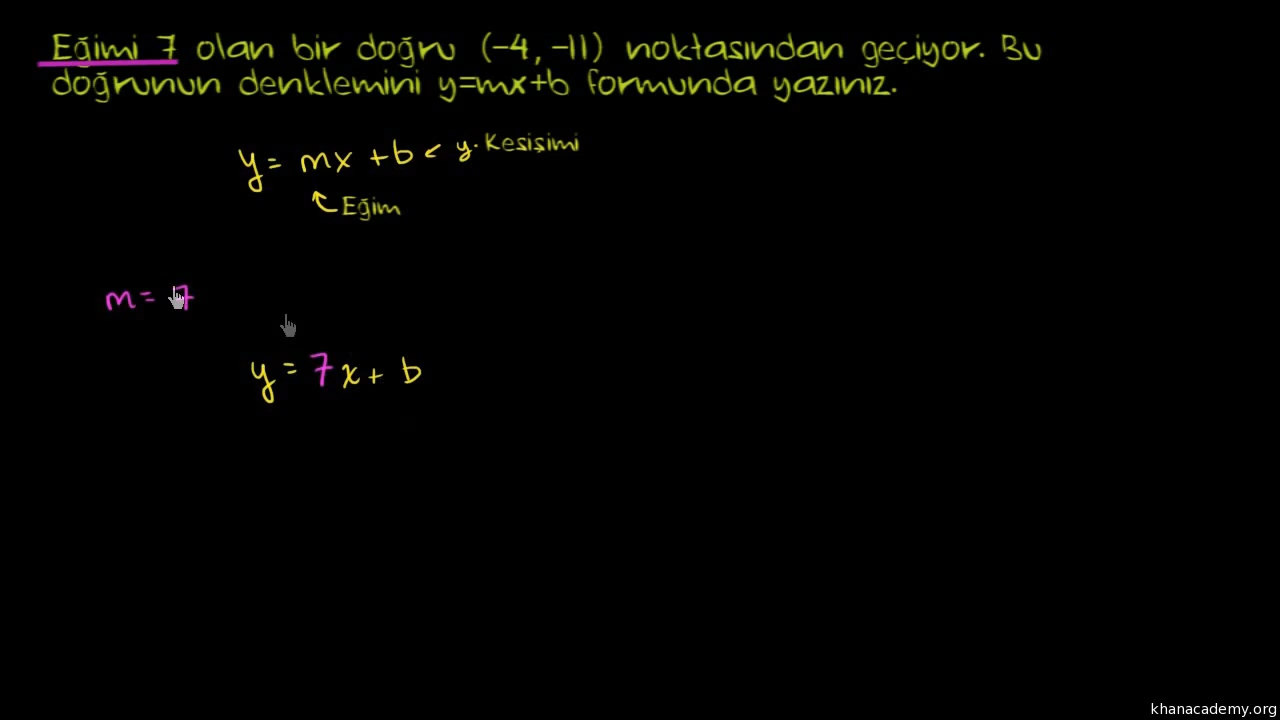 Eğimi 7 olan bir doğru (-4, -11) noktasından geçiyor. Bu
doğrunun denklemini y=mx+b formunda yazınız.
y = mx + b ← y. Kesişimi
Eğim
m = 7
y = 7x + b
khanacademy.org